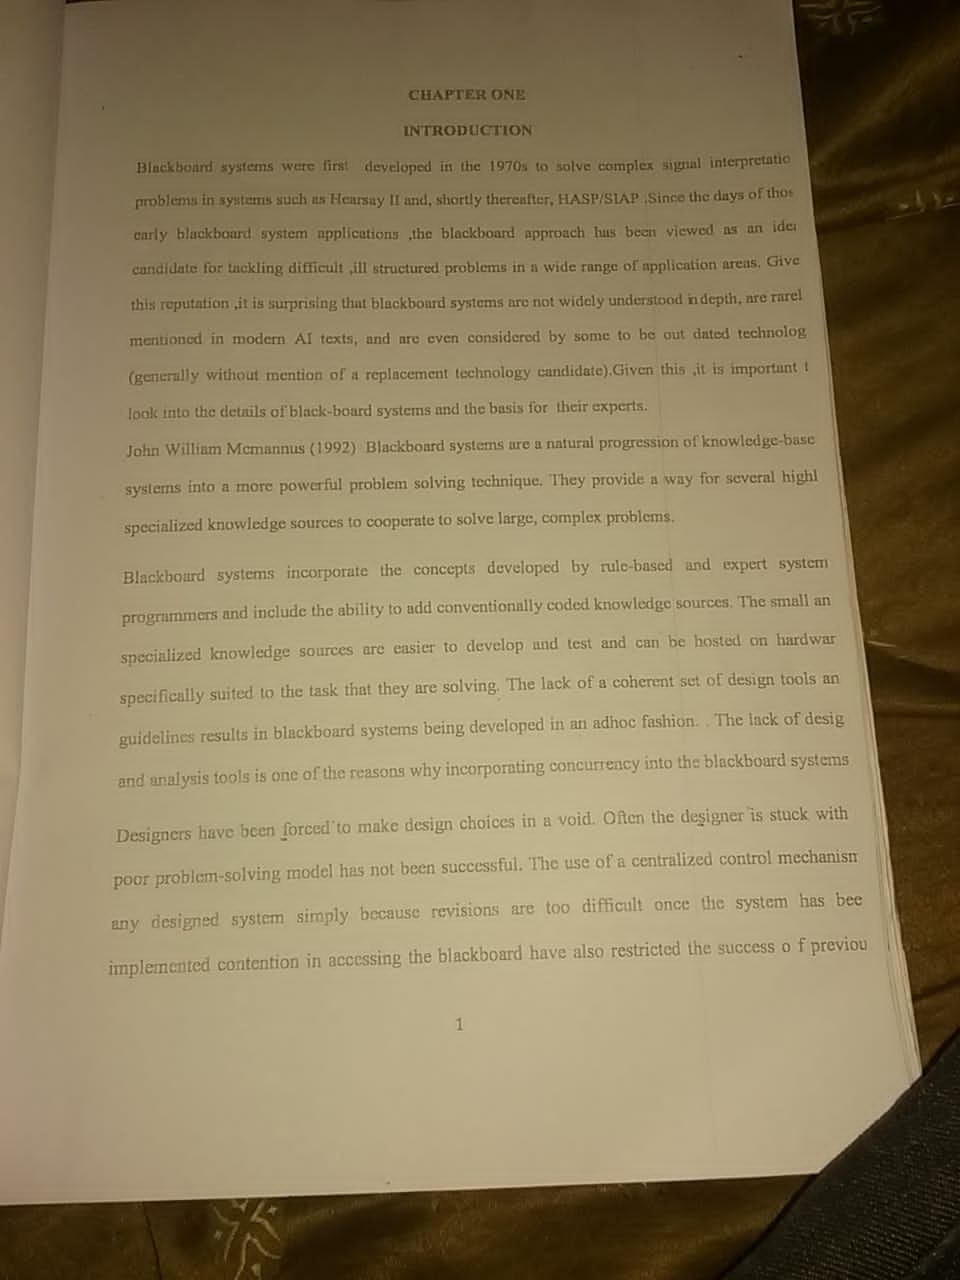 CHAPTER ONE
INTRODUCTION
Blackboard systems were first developed in the 1970s to solve complex signal interpretatio
problems in systems such as Hearsay II and, shortly thereafter, HASP/SIAP ,Since the days of thos
early blackboard system applications ,the blackboard approach has been viewed as an idea
candidate for tackling difficult ,ill structured problems in a wide range of application areas. Give
this reputation ,it is surprising that blackboard systems are not widely understood in depth, are rarel
mentioned in modern AI texts, and are even considered by some to be out dated technolog
(generally without mention of a replacement technology candidate).Given this ,it is important t
look into the details of black-board systems and the basis for their experts.
John William Mcmannus (1992) Blackboard systems are a natural progression of knowledge-base
systems into a more powerful problem solving technique. They provide a way for several highl
specialized knowledge sources to cooperate to solve large, complex problems.
Blackboard systems incorporate the concepts developed by rule-based and expert system
programmers and include the ability to add conventionally coded knowledge sources. The small an
specialized knowledge sources are easier to develop and test and can be hosted on hardwar
specifically suited to the task that they are solving. The lack of a coherent set of design tools an
guidelines results in blackboard systems being developed in an adhoc fashion. . The lack of desig
and analysis tools is one of the reasons why incorporating concurrency into the blackboard systems
Designers have been forced to make design choices in a void. Often the designer is stuck with
poor problem-solving model has not been successful. The use of a centralized control mechanism
any designed system simply because revisions are too difficult once the system has bee
implemented contention in accessing the blackboard have also restricted the success o f previou
1